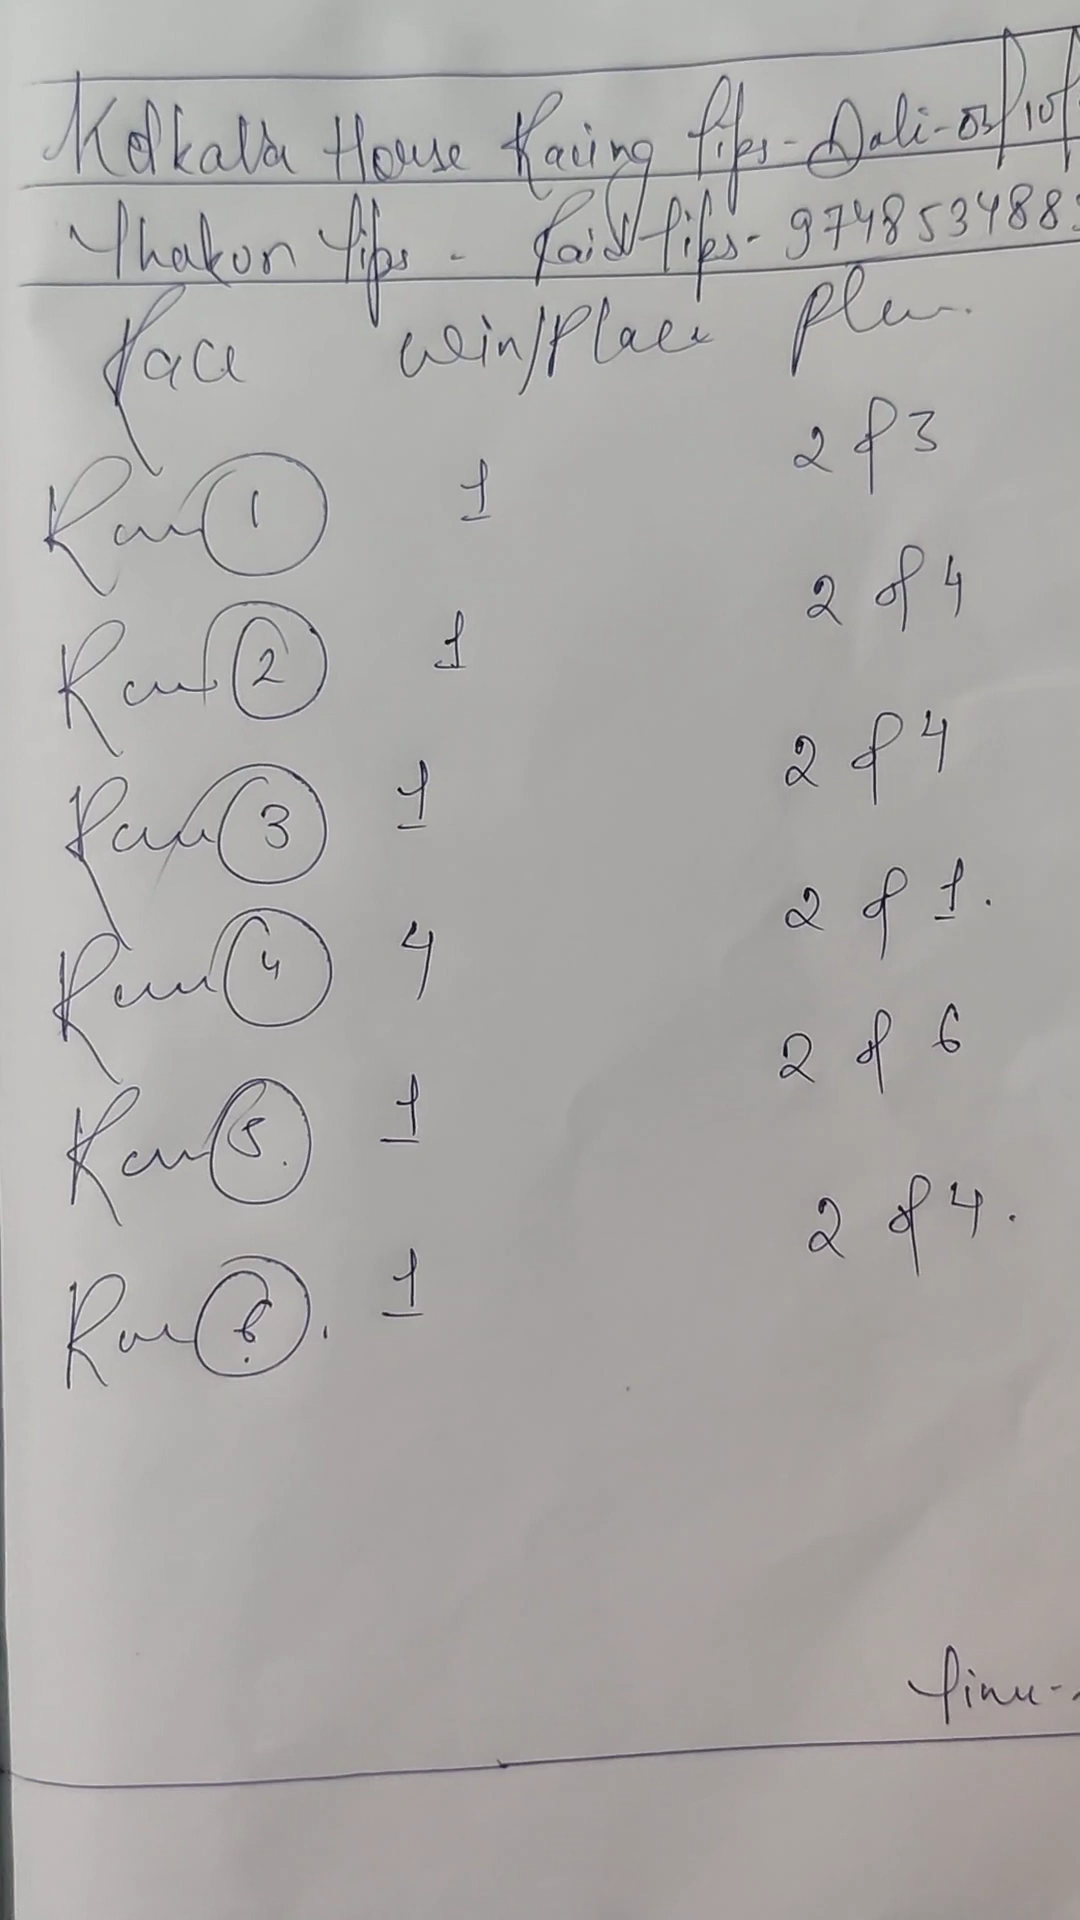 Kolkata House Racing Tips - Date - 03/10/
Thakur Tips - Paid Tips - 974853488
Race Win/Place Plc.
Race 1 1 2 & 3
Race 2 1 2 & 4
Race 3 1 2 & 4
Race 4 4 2 & 1.
Race 5. 1 2 & 6
Race 6. 1 2 & 4.
Time -